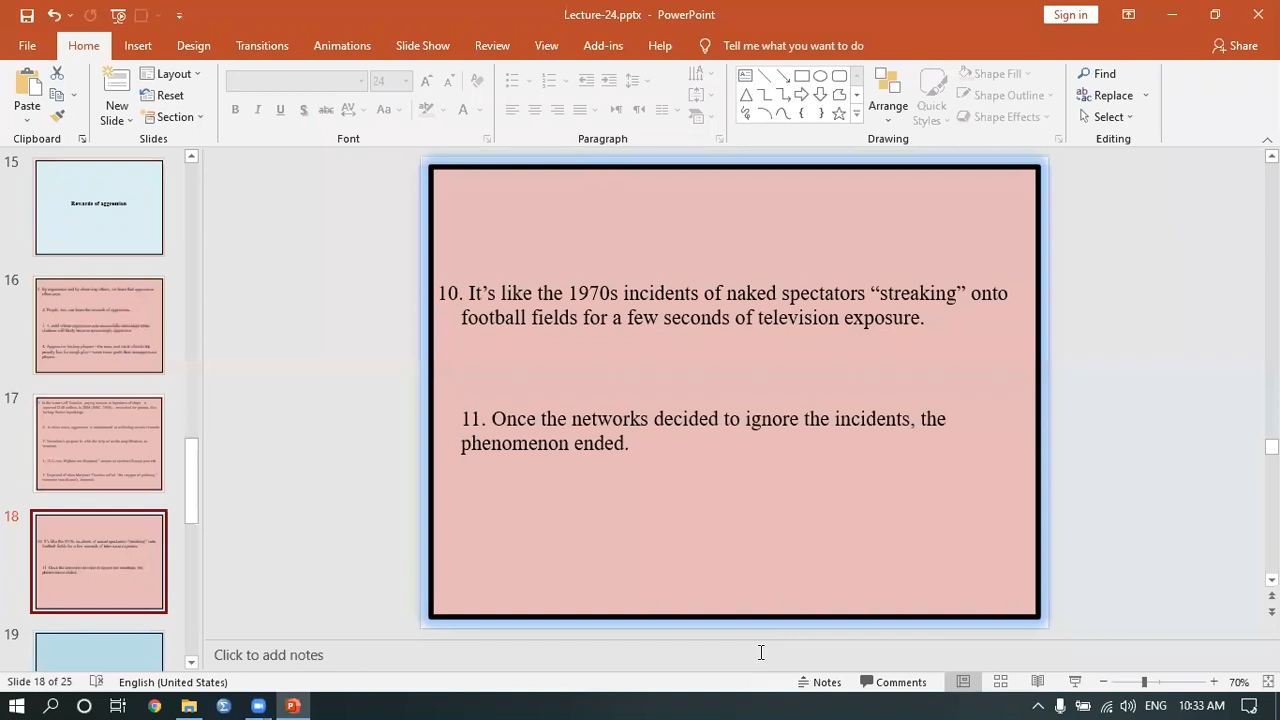 Lecture-24.pptx - PowerPoint
Sign in
File Home Insert Design Transitions Animations Slide Show Review View Add-ins Help Tell me what you want to do Share
Paste
New Slide
Layout
Reset
Section
24
Arrange
Quick Styles
Shape Fill
Shape Outline
Shape Effects
Find
Replace
Select
Clipboard Slides Font Paragraph Drawing Editing
15
Rewards of aggression
16
17
18
19
10. It’s like the 1970s incidents of naked spectators “streaking” onto
football fields for a few seconds of television exposure.
11. Once the networks decided to ignore the incidents, the
phenomenon ended.
Click to add notes
Slide 18 of 25 English (United States) Notes Comments 70%
ENG 10:33 AM